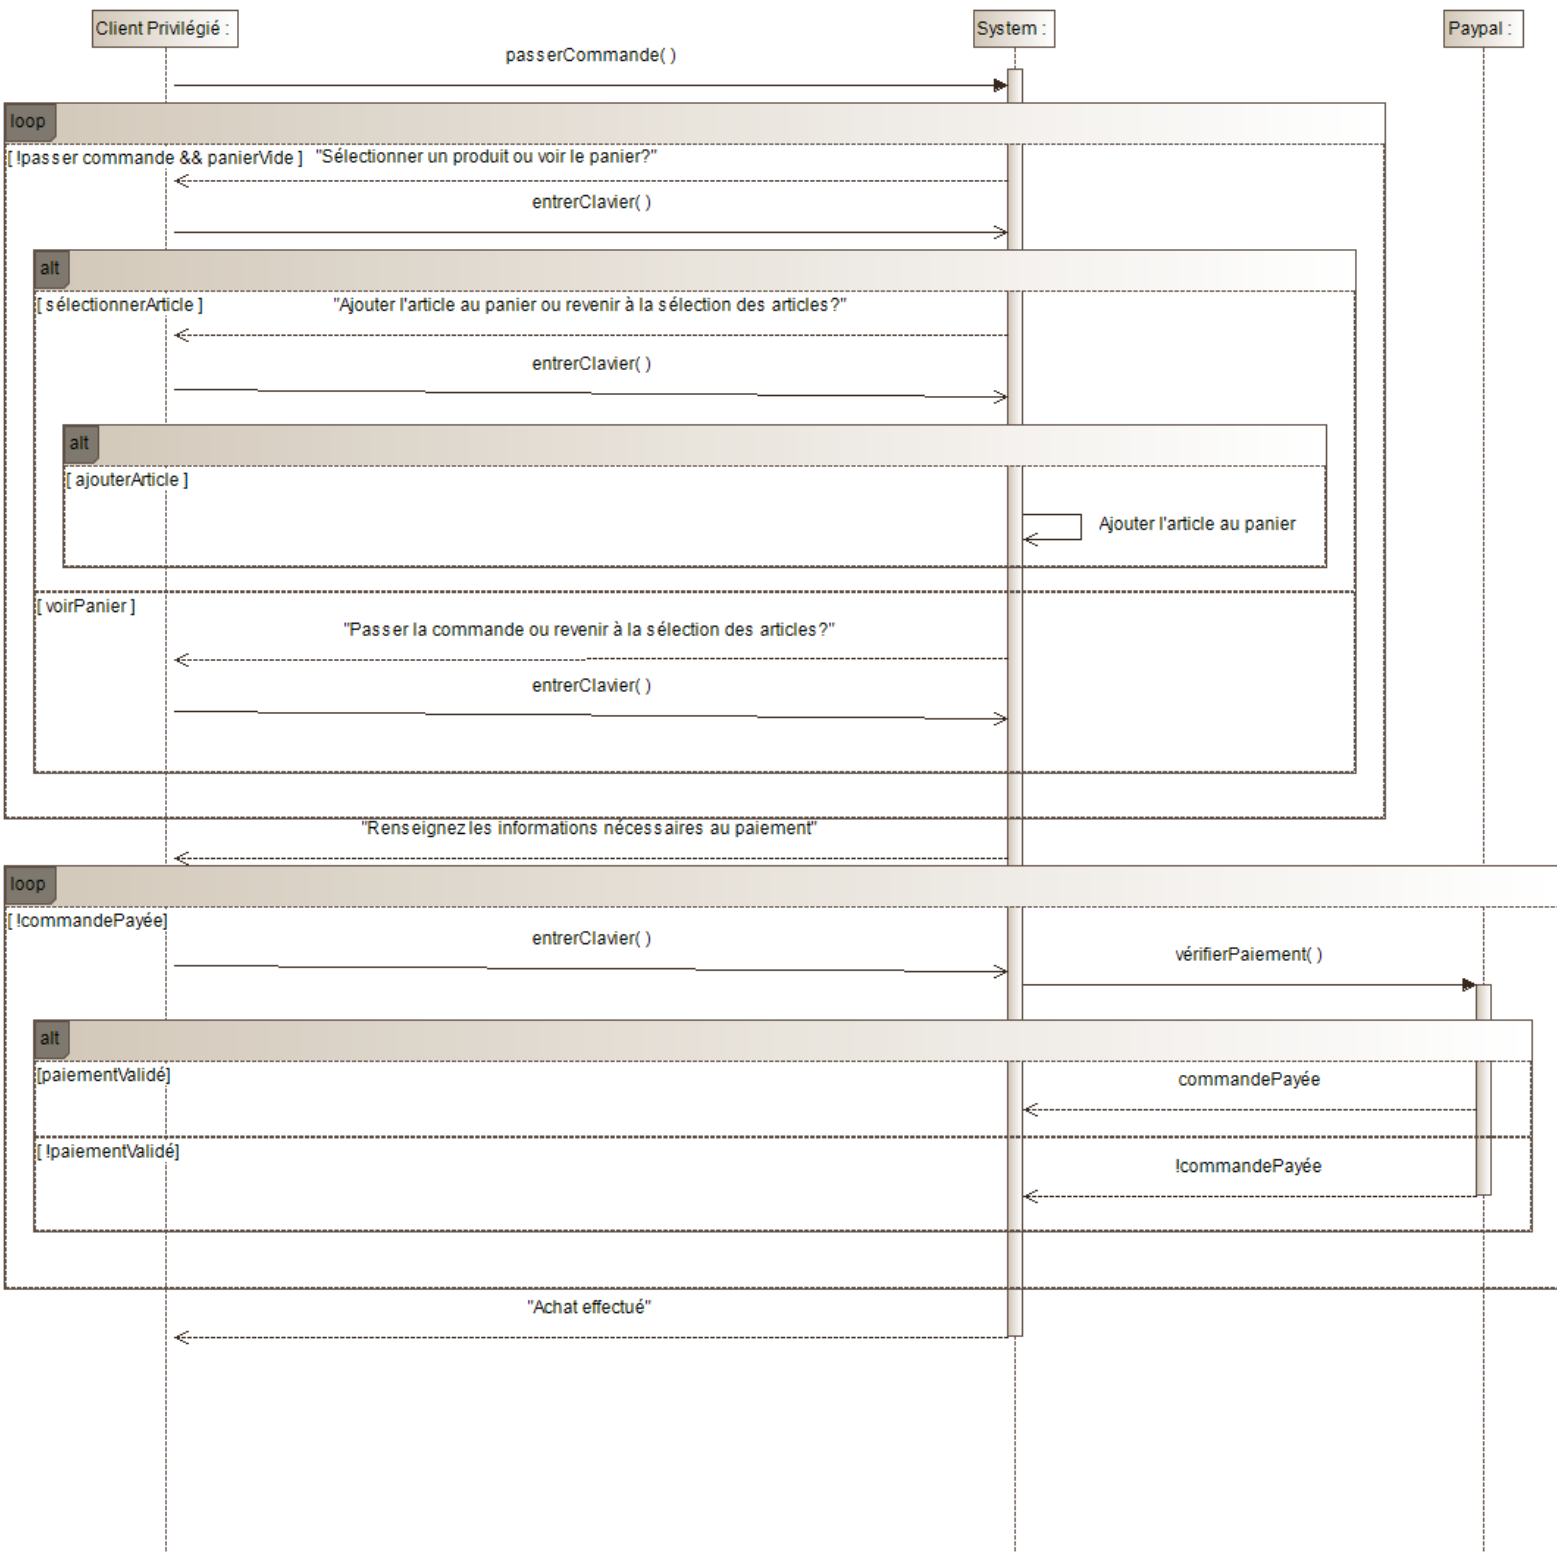 Client Privilégié :
System :
Paypal :
passerCommande( )
loop
[ !passer commande && panierVide ]
"Sélectionner un produit ou voir le panier?"
entrerClavier( )
alt
[ sélectionnerArticle ]
"Ajouter l'article au panier ou revenir à la sélection des articles?"
entrerClavier( )
alt
[ ajouterArticle ]
Ajouter l'article au panier
[ voirPanier ]
"Passer la commande ou revenir à la sélection des articles?"
entrerClavier( )
"Renseignez les informations nécessaires au paiement"
loop
[ !commandePayée]
entrerClavier( )
vérifierPaiement( )
alt
[paiementValidé]
commandePayée
[ !paiementValidé]
!commandePayée
"Achat effectué"